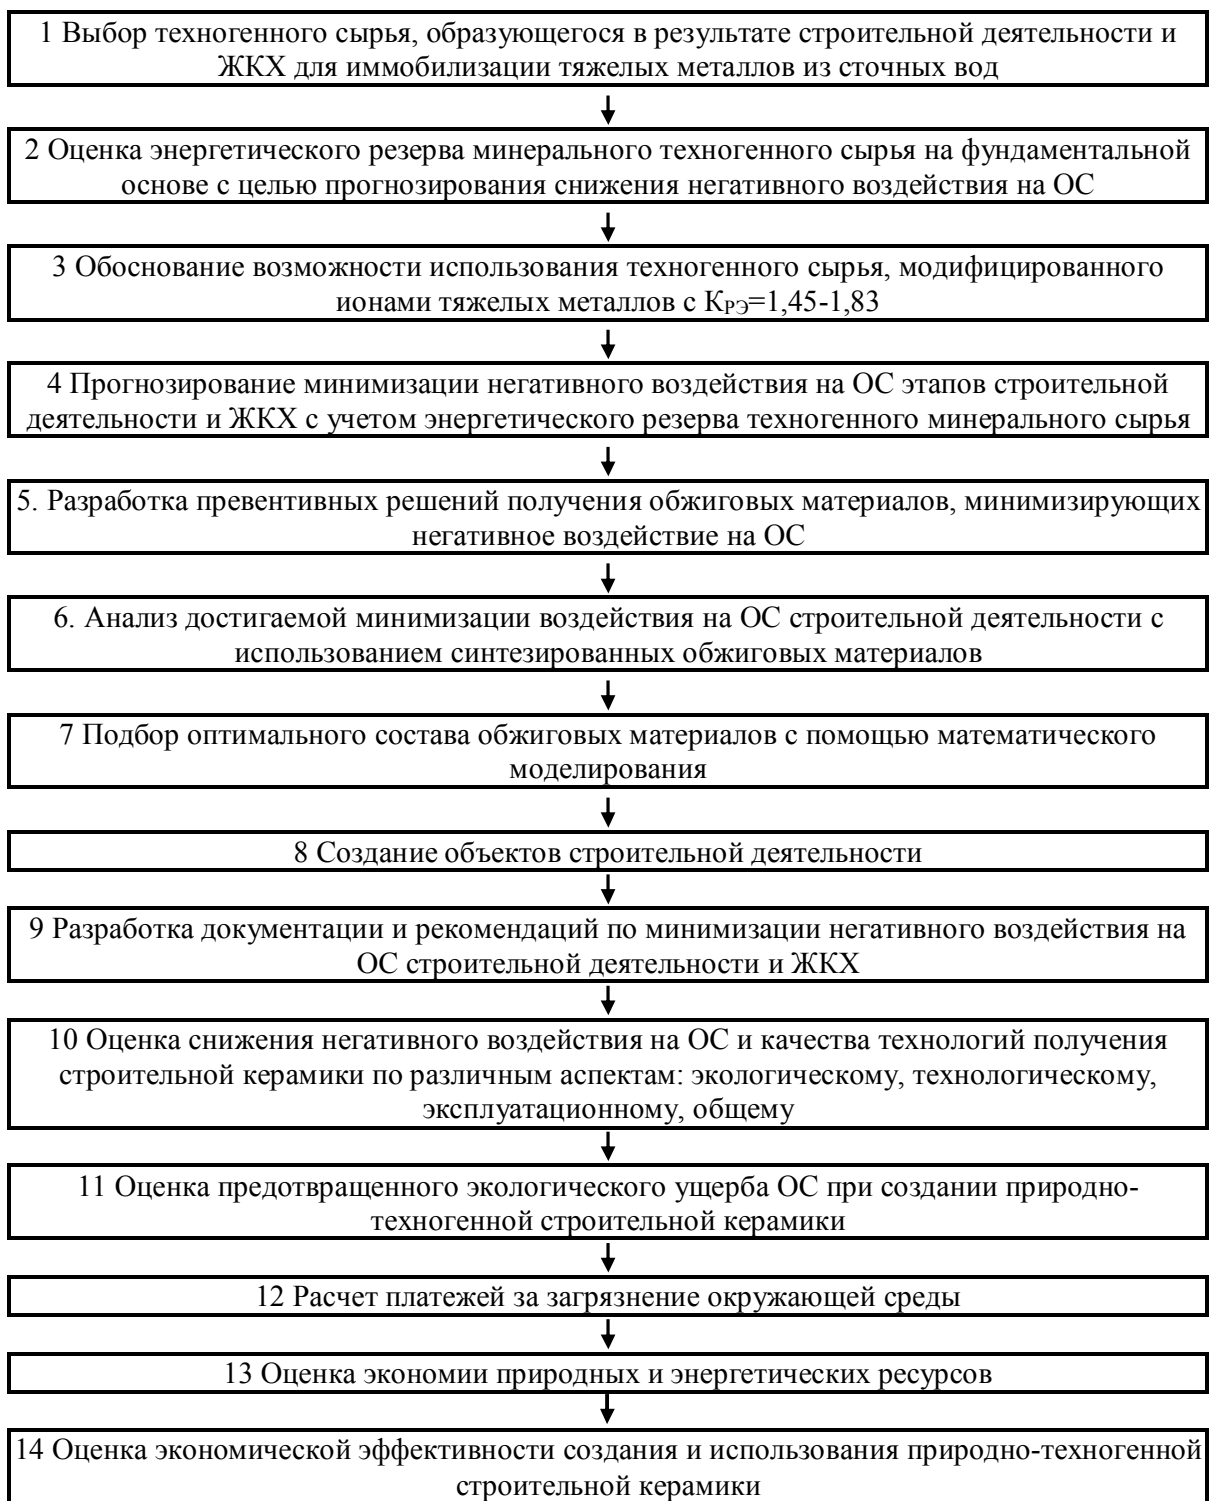 1 Выбор техногенного сырья, образующегося в результате строительной деятельности и
ЖКХ для иммобилизации тяжелых металлов из сточных вод
2 Оценка энергетического резерва минерального техногенного сырья на фундаментальной
основе с целью прогнозирования снижения негативного воздействия на ОС
3 Обоснование возможности использования техногенного сырья, модифицированного
ионами тяжелых металлов с КРЭ=1,45-1,83
4 Прогнозирование минимизации негативного воздействия на ОС этапов строительной
деятельности и ЖКХ с учетом энергетического резерва техногенного минерального сырья
5. Разработка превентивных решений получения обжиговых материалов, минимизирующих
негативное воздействие на ОС
6. Анализ достигаемой минимизации воздействия на ОС строительной деятельности с
использованием синтезированных обжиговых материалов
7 Подбор оптимального состава обжиговых материалов с помощью математического
моделирования
8 Создание объектов строительной деятельности
9 Разработка документации и рекомендаций по минимизации негативного воздействия на
ОС строительной деятельности и ЖКХ
10 Оценка снижения негативного воздействия на ОС и качества технологий получения
строительной керамики по различным аспектам: экологическому, технологическому,
эксплуатационному, общему
11 Оценка предотвращенного экологического ущерба ОС при создании природно-
техногенной строительной керамики
12 Расчет платежей за загрязнение окружающей среды
13 Оценка экономии природных и энергетических ресурсов
14 Оценка экономической эффективности создания и использования природно-техногенной
строительной керамики